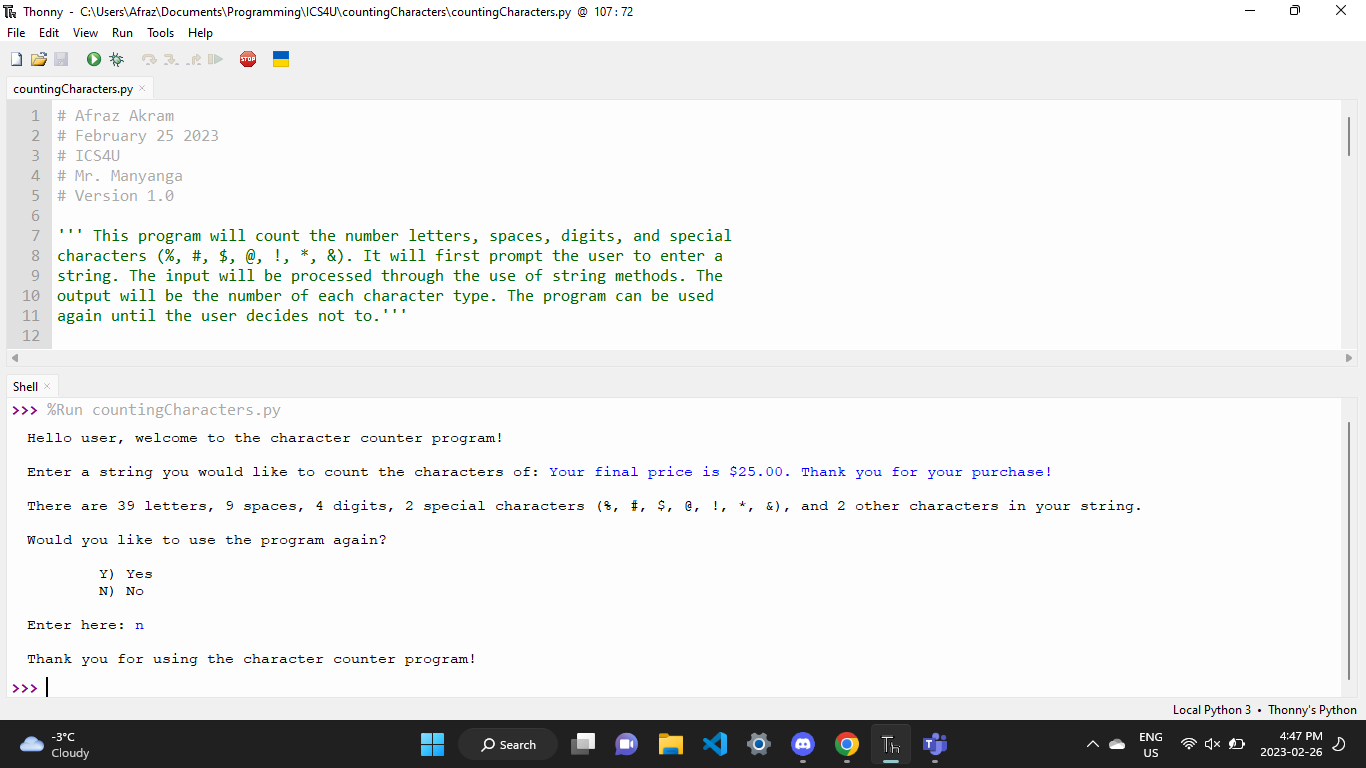 Thonny - C:\Users\Afraz\Documents\Programming\ICS4U\countingCharacters\countingCharacters.py @ 107 : 72
File Edit View Run Tools Help
STOP
countingCharacters.py ×
1 # Afraz Akram
2 # February 25 2023
3 # ICS4U
4 # Mr. Manyanga
5 # Version 1.0
6
7 ''' This program will count the number letters, spaces, digits, and special
8 characters (%, #, $, @, !, *, &). It will first prompt the user to enter a
9 string. The input will be processed through the use of string methods. The
10 output will be the number of each character type. The program can be used
11 again until the user decides not to.'''
12
Shell ×
>>> %Run countingCharacters.py
Hello user, welcome to the character counter program!
Enter a string you would like to count the characters of: Your final price is $25.00. Thank you for your purchase!
There are 39 letters, 9 spaces, 4 digits, 2 special characters (%, #, $, @, !, *, &), and 2 other characters in your string.
Would you like to use the program again?
Y) Yes
N) No
Enter here: n
Thank you for using the character counter program!
>>>
Local Python 3 • Thonny's Python
-3°C
Cloudy
Search
Th
ENG
US
4:47 PM
2023-02-26